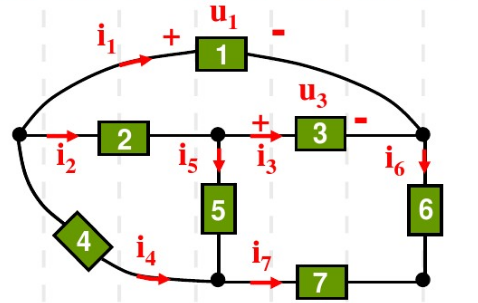 u₁
i₁ + 1 -
u₃
2 + 3 -
i₂ i₅ i₃ i₆
5 6
4 i₄ i₇ 7